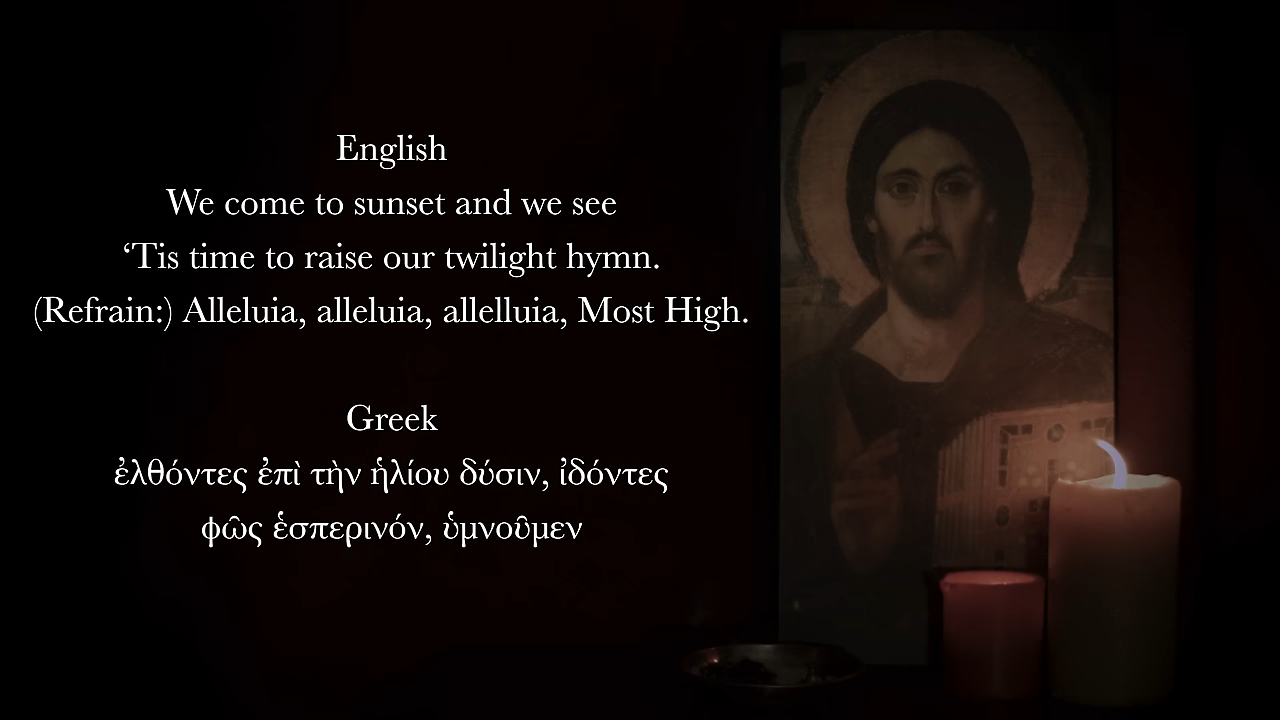 English
We come to sunset and we see
‘Tis time to raise our twilight hymn.
(Refrain:) Alleluia, alleluia, allelluia, Most High.
Greek
ἐλθόντες ἐπὶ τὴν ἡλίου δύσιν, ἰδόντες
φῶς ἑσπερινόν, ὑμνοῦμεν